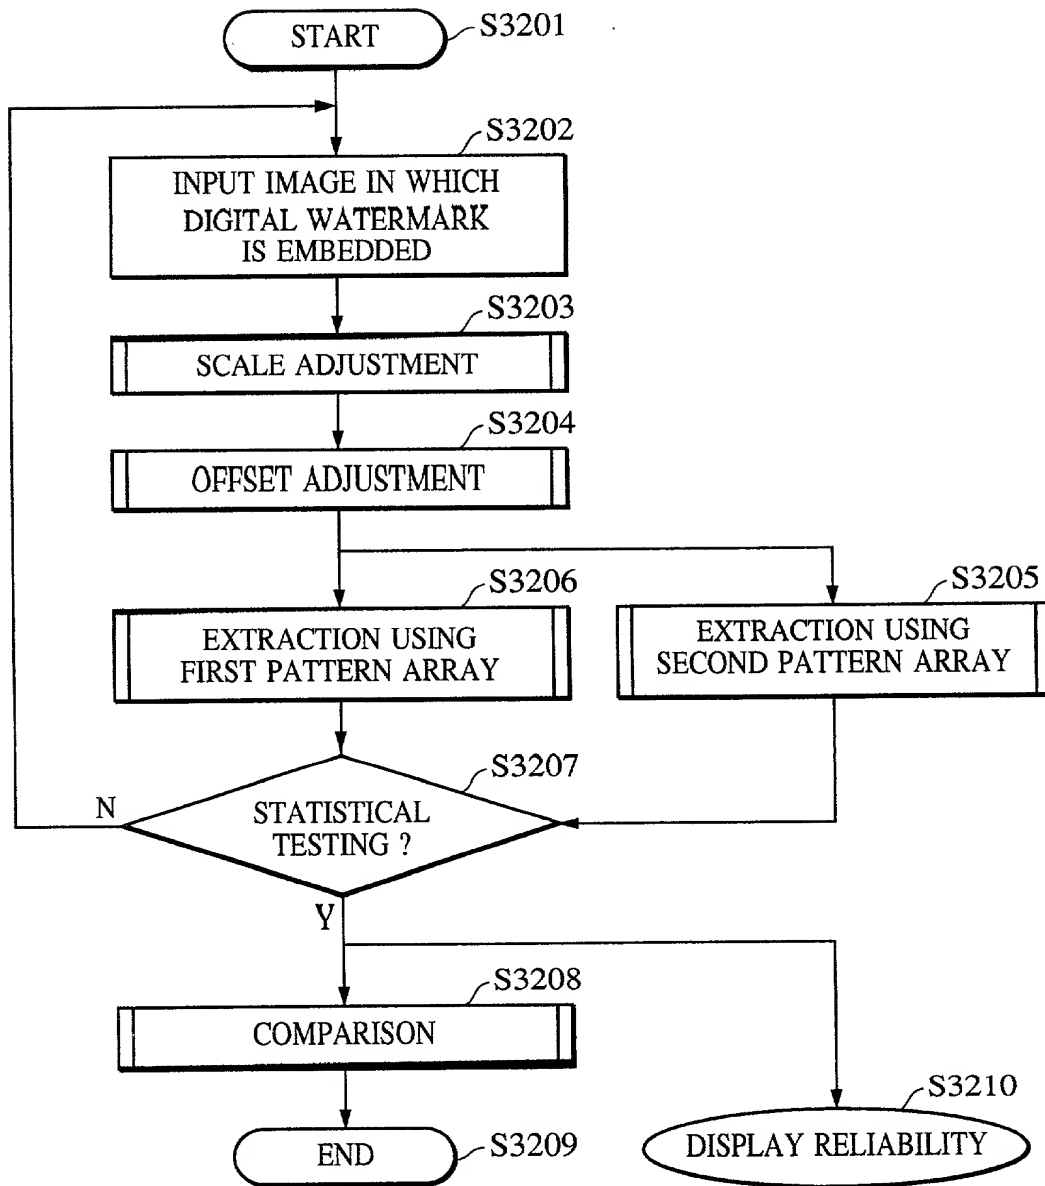 START
S3201
S3202
INPUT IMAGE IN WHICH
DIGITAL WATERMARK
IS EMBEDDED
S3203
SCALE ADJUSTMENT
S3204
OFFSET ADJUSTMENT
S3206
EXTRACTION USING
FIRST PATTERN ARRAY
S3205
EXTRACTION USING
SECOND PATTERN ARRAY
S3207
N
STATISTICAL
TESTING ?
Y
S3208
COMPARISON
END
S3209
S3210
DISPLAY RELIABILITY